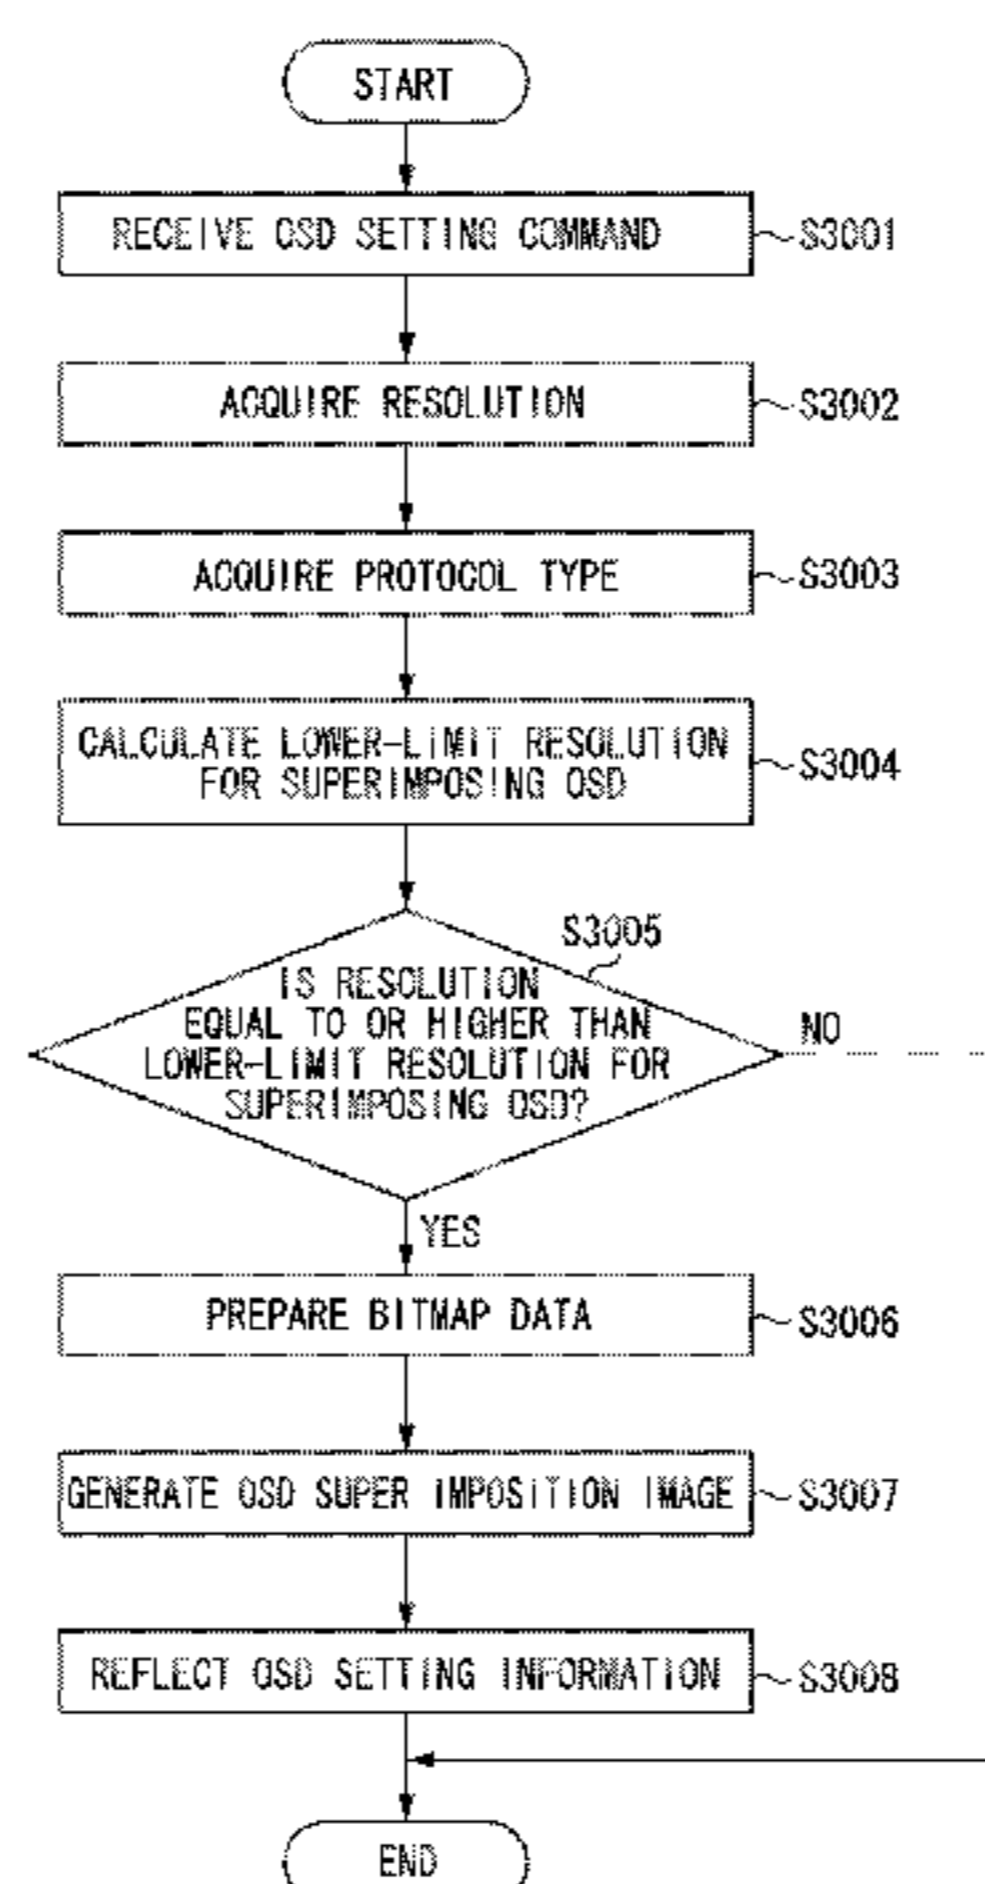 START
RECEIVE OSD SETTING COMMAND
S3001
ACQUIRE RESOLUTION
S3002
ACQUIRE PROTOCOL TYPE
S3003
CALCULATE LOWER-LIMIT RESOLUTION
FOR SUPERIMPOSING OSD
S3004
S3005
IS RESOLUTION
EQUAL TO OR HIGHER THAN
LOWER-LIMIT RESOLUTION FOR
SUPERIMPOSING OSD?
NO
YES
PREPARE BITMAP DATA
S3006
GENERATE OSD SUPER IMPOSITION IMAGE
S3007
REFLECT OSD SETTING INFORMATION
S3008
END